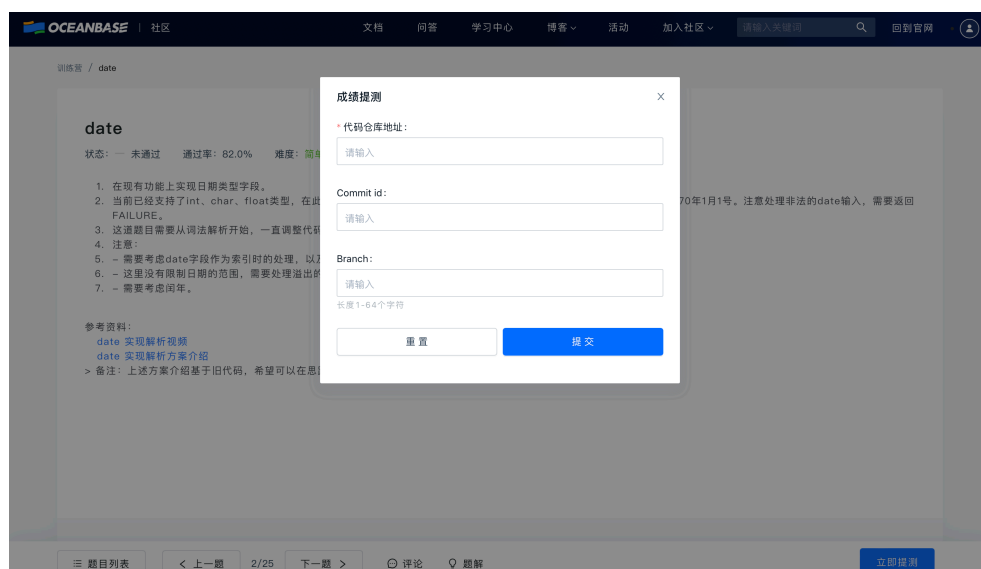 OCEANBASE | 社区 文档 问答 学习中心 博客 活动 加入社区 请输入关键词 回到官网
训练营 / date
成绩提测
* 代码仓库地址:
请输入
Commit id:
请输入
Branch:
请输入
长度1-64个字符
重 置 提 交
date
状态: 一 未通过 通过率: 82.0% 难度:
1. 在现有功能上实现日期类型字段。
2. 当前已经支持了int、char、float类型，在此 70年1月1号。注意处理非法的date输入，需要返回
FAILURE。
3. 这道题目需要从词法解析开始，一直调整代
4. 注意:
5. - 需要考虑date字段作为索引时的处理，以
6. - 这里没有限制日期的范围，需要处理溢出的
7. - 需要考虑闰年。
参考资料:
date 实现解析视频
date 实现解析方案介绍
> 备注: 上述方案介绍基于旧代码，希望可以在思
题目列表 < 上一题 2/25 下一题 > 评论 题解 立即提测